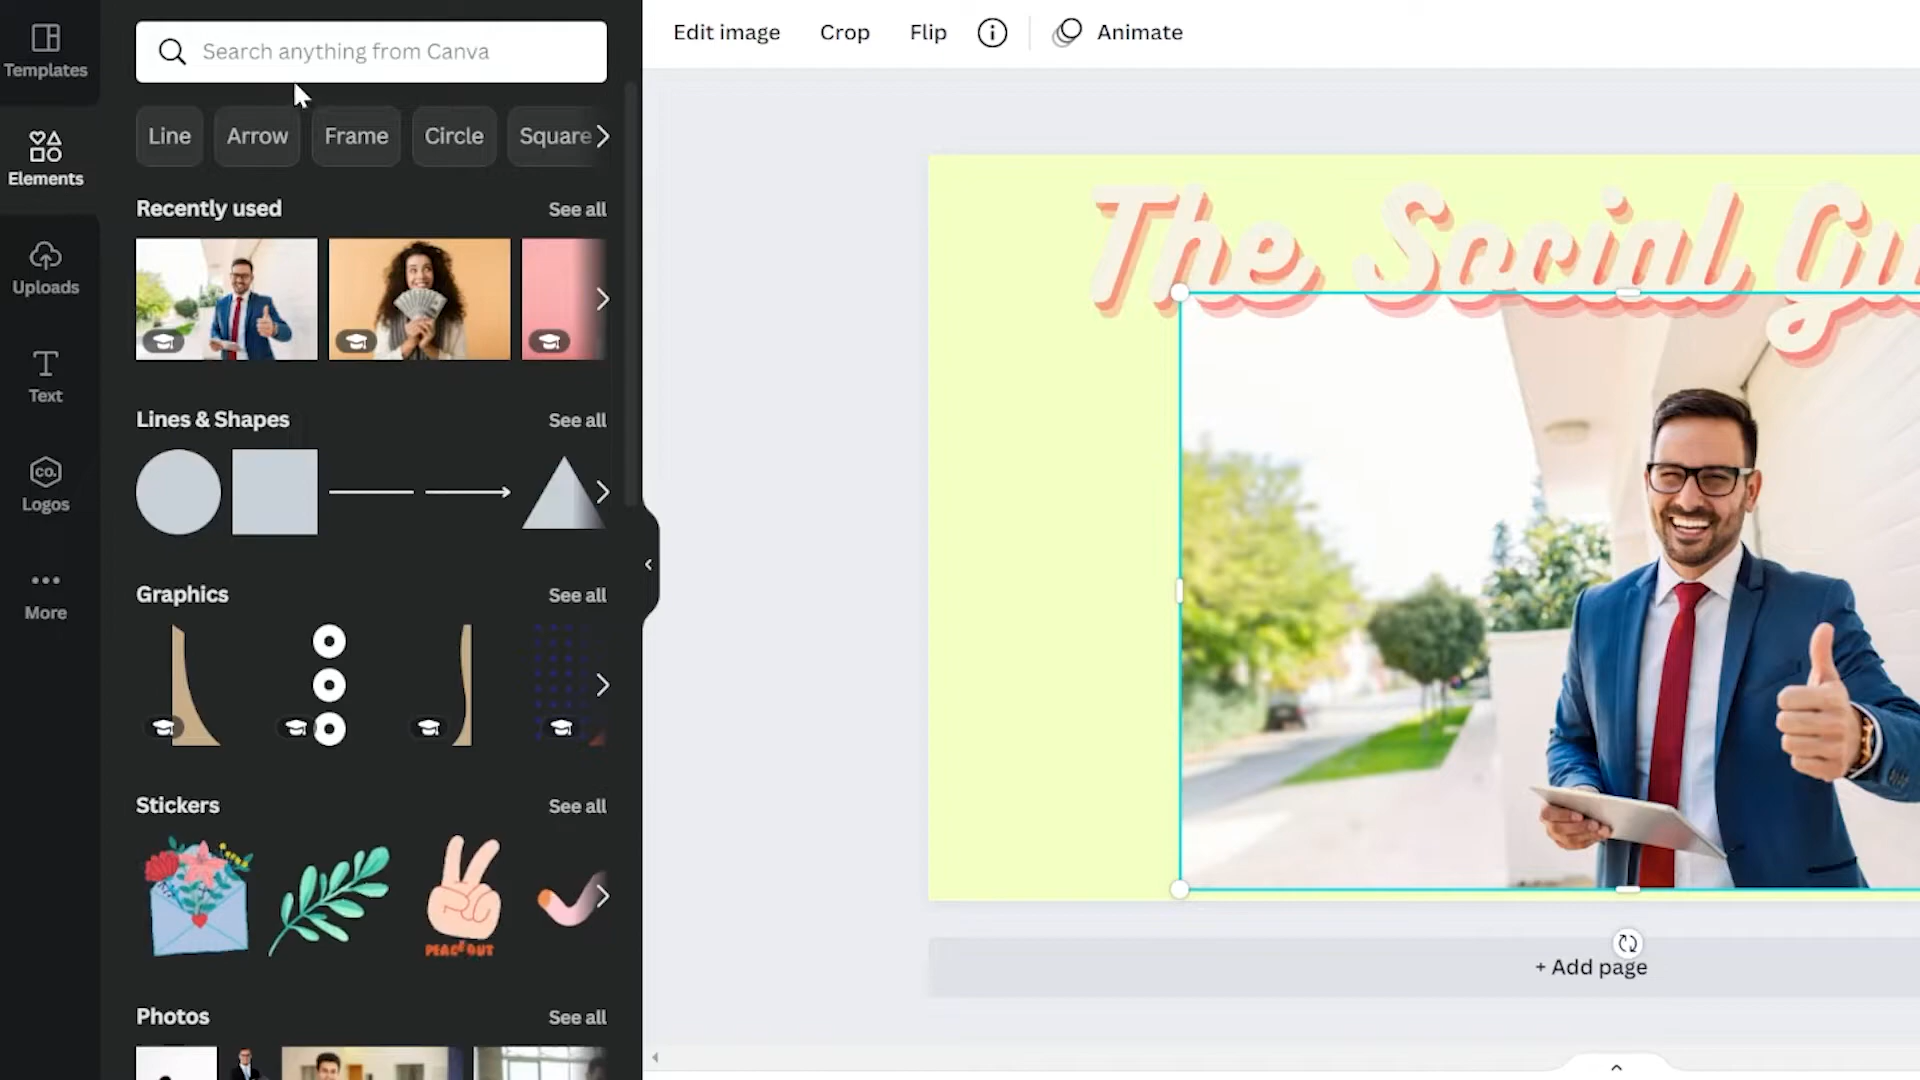 Templates
Elements
Uploads
Text
CO.
Logos
More
Search anything from Canva
Line
Arrow
Frame
Circle
Square
Recently used
See all
Lines & Shapes
See all
Graphics
See all
Stickers
See all
PEACE OUT
Photos
See all
Edit image
Crop
Flip
Animate
The Social Gu
+ Add page